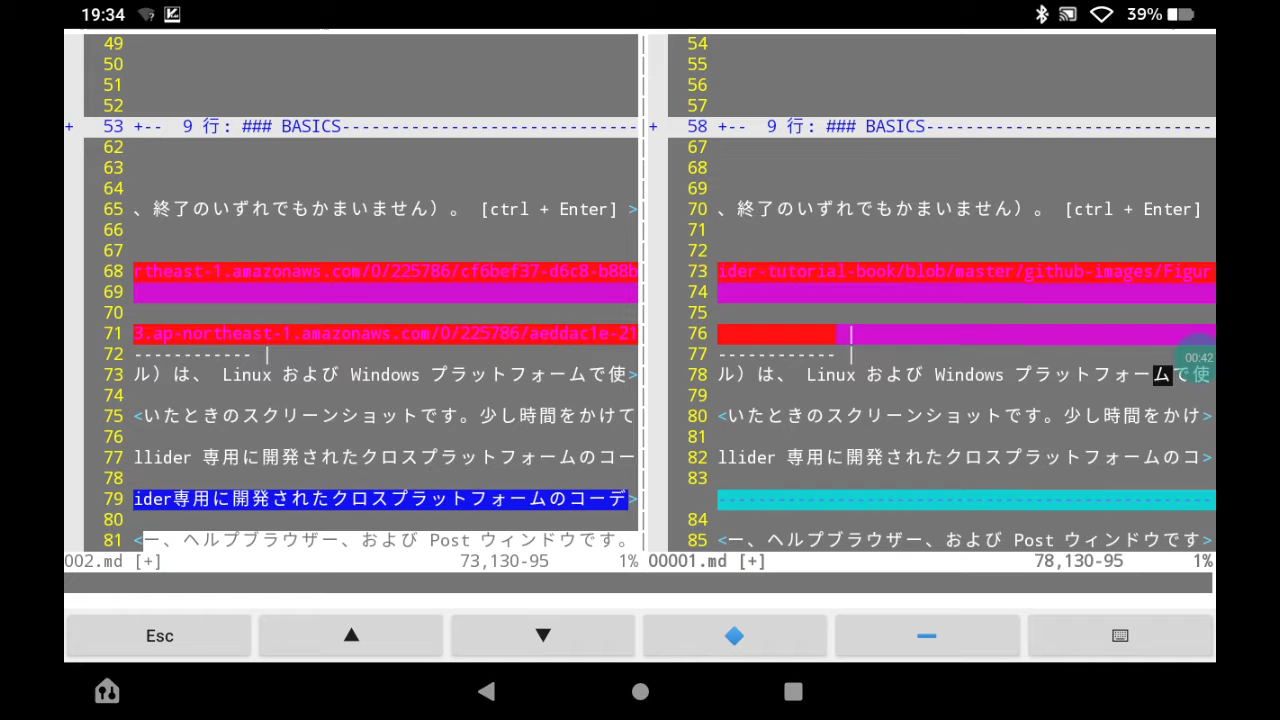 19:34 39%
49
50
51
52
+ 53 +-- 9 行: ### BASICS-----------------------------
62
63
64
65 、終了のいずれでもかまいません）。 [ctrl + Enter] >
66
67
68 rtheast-1.amazonaws.com/0/225786/cf6bef37-d6c8-b88b
69
70
71 3.ap-northeast-1.amazonaws.com/0/225786/aeddac1e-21
72 ------------ |
73 ル）は、 Linux および Windows プラットフォームで使>
74
75 <いたときのスクリーンショットです。少し時間をかけて
76
77 llider 専用に開発されたクロスプラットフォームのコー
78
79 ider専用に開発されたクロスプラットフォームのコーデ>
80
81 <ー、ヘルプブラウザー、および Post ウィンドウです。
002.md [+] 73,130-95 1%
54
55
56
57
+ 58 +-- 9 行: ### BASICS----------------------------
67
68
69
70 、終了のいずれでもかまいません）。 [ctrl + Enter]
71
72
73 ider-tutorial-book/blob/master/github-images/Figur
74
75
76 |
77 ------------ |
78 ル）は、 Linux および Windows プラットフォームで使
79
80 <いたときのスクリーンショットです。少し時間をかけ>
81
82 llider 専用に開発されたクロスプラットフォームのコ>
83
--------------------------------------------------
84
85 <ー、ヘルプブラウザー、および Post ウィンドウです>
00001.md [+] 78,130-95 1%
00:42
Esc